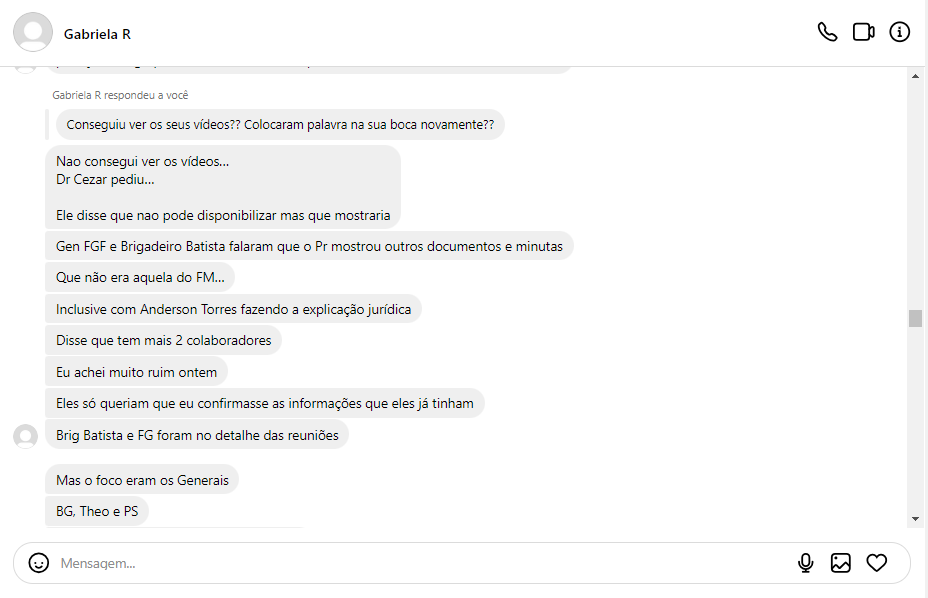 Gabriela R
Gabriela R respondeu a você
Conseguiu ver os seus vídeos?? Colocaram palavra na sua boca novamente??
Nao consegui ver os vídeos...
Dr Cezar pediu...
Ele disse que nao pode disponibilizar mas que mostraria
Gen FGF e Brigadeiro Batista falaram que o Pr mostrou outros documentos e minutas
Que não era aquela do FM...
Inclusive com Anderson Torres fazendo a explicação jurídica
Disse que tem mais 2 colaboradores
Eu achei muito ruim ontem
Eles só queriam que eu confirmasse as informações que eles já tinham
Brig Batista e FG foram no detalhe das reuniões
Mas o foco eram os Generais
BG, Theo e PS
Mensagem...